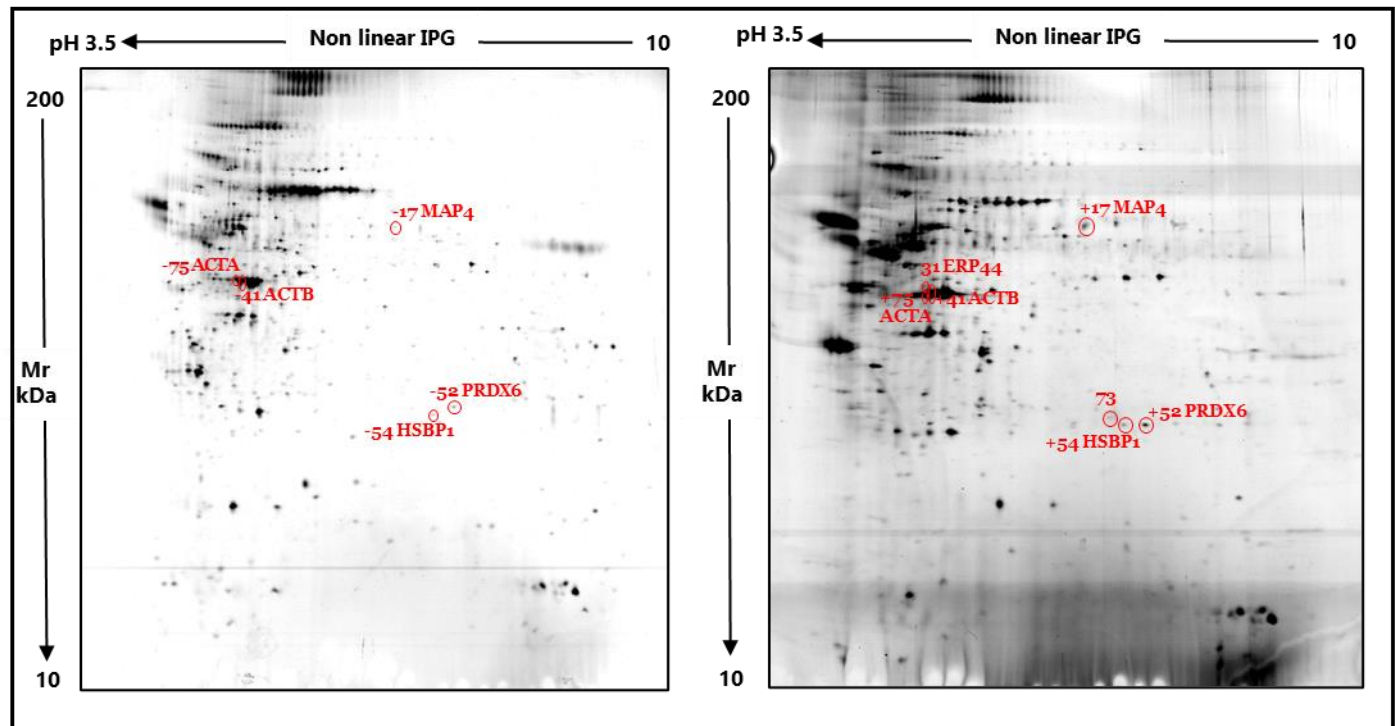 pH 3.5 Non linear IPG 10
200
Mr
kDa
10
-17 MAP4
-75 ACTA
-41 ACTB
-52 PRDX6
-54 HSBP1
pH 3.5 Non linear IPG 10
200
Mr
kDa
10
+17 MAP4
31 ERP44
+75 +41 ACTB
ACTA
73
+52 PRDX6
+54 HSBP1